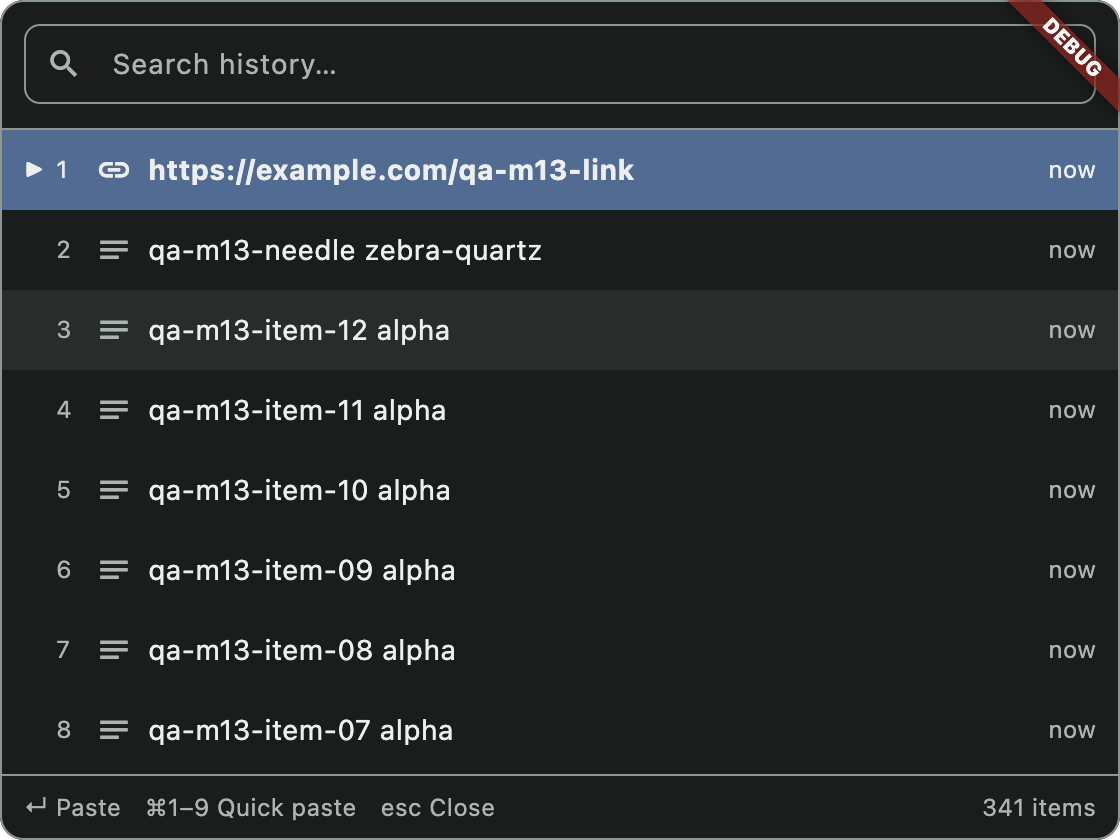 Search history...
DEBUG
1 https://example.com/qa-m13-link now
2 qa-m13-needle zebra-quartz now
3 qa-m13-item-12 alpha now
4 qa-m13-item-11 alpha now
5 qa-m13-item-10 alpha now
6 qa-m13-item-09 alpha now
7 qa-m13-item-08 alpha now
8 qa-m13-item-07 alpha now
↵ Paste ⌘1–9 Quick paste esc Close 341 items